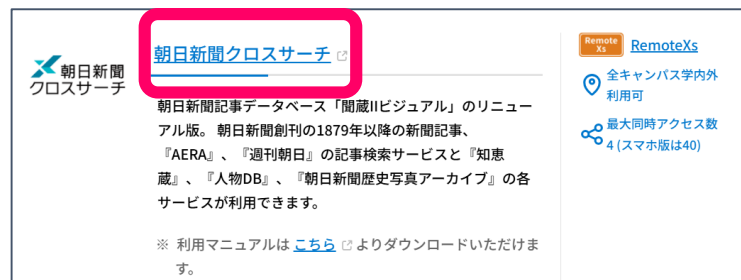 朝日新聞
クロスサーチ
朝日新聞クロスサーチ
朝日新聞記事データベース「聞蔵IIビジュアル」のリニュー
アル版。 朝日新聞創刊の1879年以降の新聞記事、
『AERA』、『週刊朝日』の記事検索サービスと『知恵
蔵』、『人物DB』、『朝日新聞歴史写真アーカイブ』の各
サービスが利用できます。
※ 利用マニュアルは こちら よりダウンロードいただけま
す。
Remote
Xs
RemoteXs
全キャンパス学内外
利用可
最大同時アクセス数
4 (スマホ版は40)